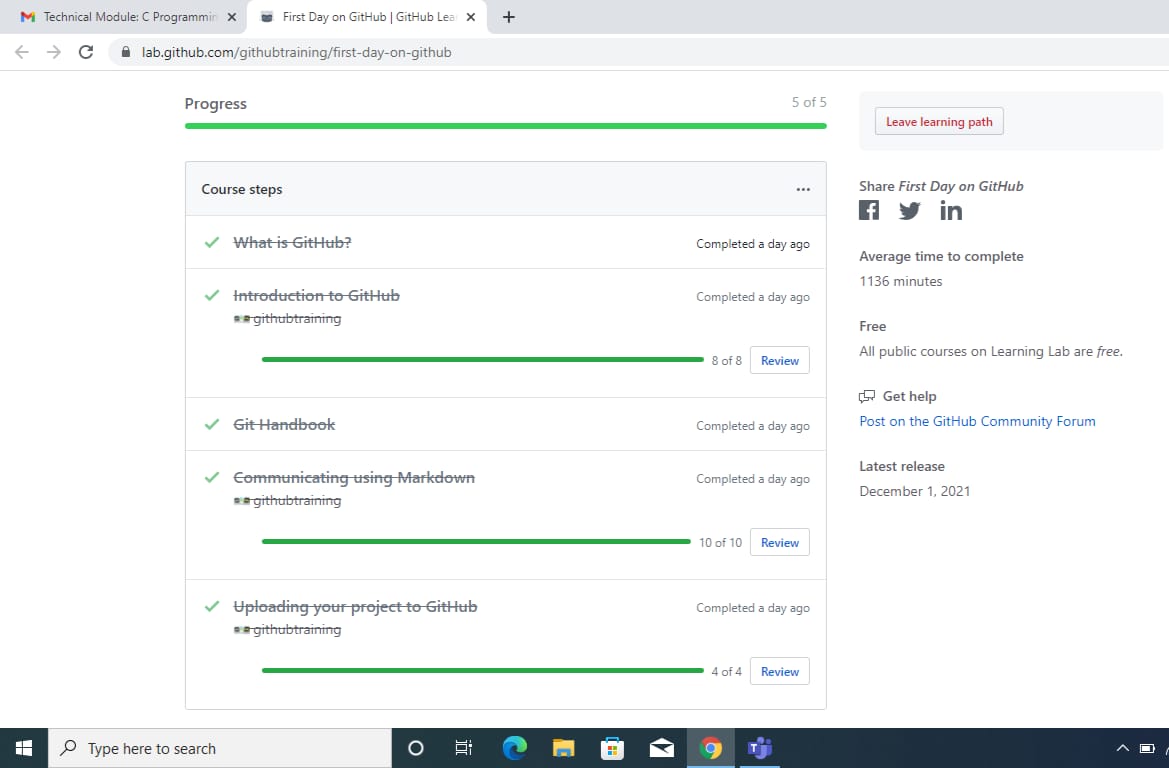 Technical Module: C Programmin
First Day on GitHub | GitHub Lea
lab.github.com/githubtraining/first-day-on-github
Progress
5 of 5
Course steps
What is GitHub?
Completed a day ago
Introduction to GitHub
Completed a day ago
githubtraining
8 of 8
Review
Git Handbook
Completed a day ago
Communicating using Markdown
Completed a day ago
githubtraining
10 of 10
Review
Uploading your project to GitHub
Completed a day ago
githubtraining
4 of 4
Review
Leave learning path
Share First Day on GitHub
Average time to complete
1136 minutes
Free
All public courses on Learning Lab are free.
Get help
Post on the GitHub Community Forum
Latest release
December 1, 2021
Type here to search